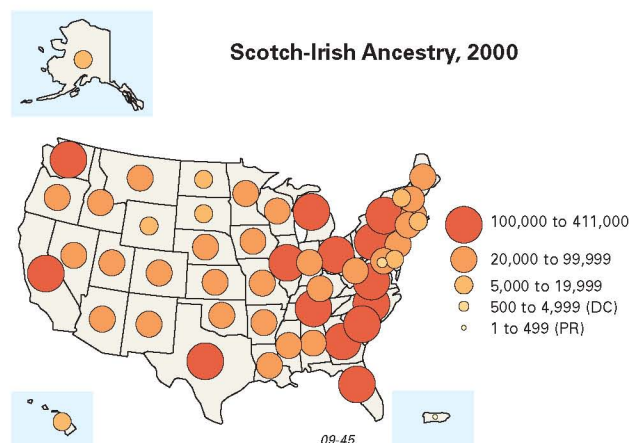 Scotch-Irish Ancestry, 2000
100,000 to 411,000
20,000 to 99,999
5,000 to 19,999
500 to 4,999 (DC)
1 to 499 (PR)
09-45